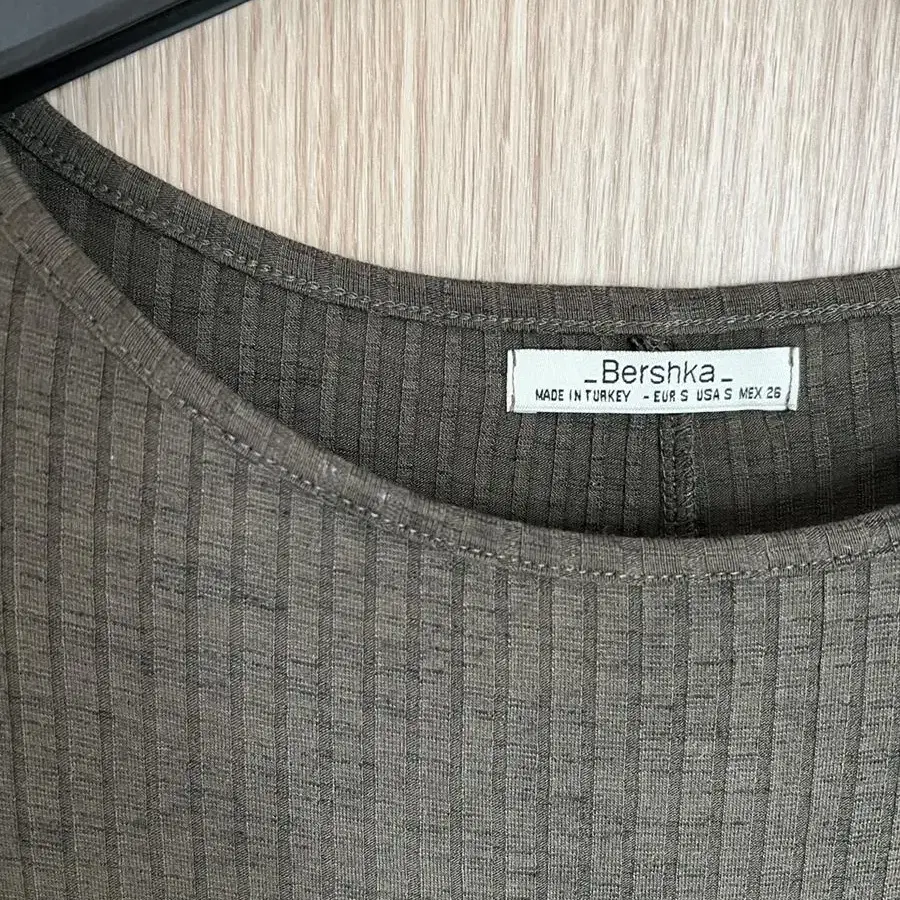 _Bershka_
MADE IN TURKEY - EUR S USA S MEX 26